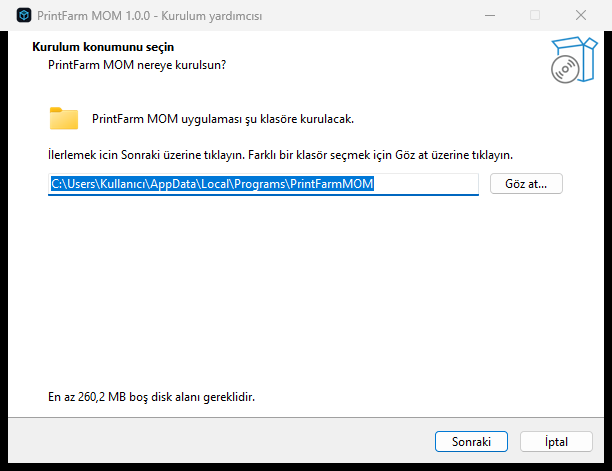 PrintFarm MOM 1.0.0 - Kurulum yardımcısı
Kurulum konumunu seçin
PrintFarm MOM nereye kurulsun?
PrintFarm MOM uygulaması şu klasöre kurulacak.
İlerlemek icin Sonraki üzerine tıklayın. Farklı bir klasör seçmek için Göz at üzerine tıklayın.
C:\Users\Kullanıcı\AppData\Local\Programs\PrintFarmMOM
Göz at...
En az 260,2 MB boş disk alanı gereklidir.
Sonraki
İptal